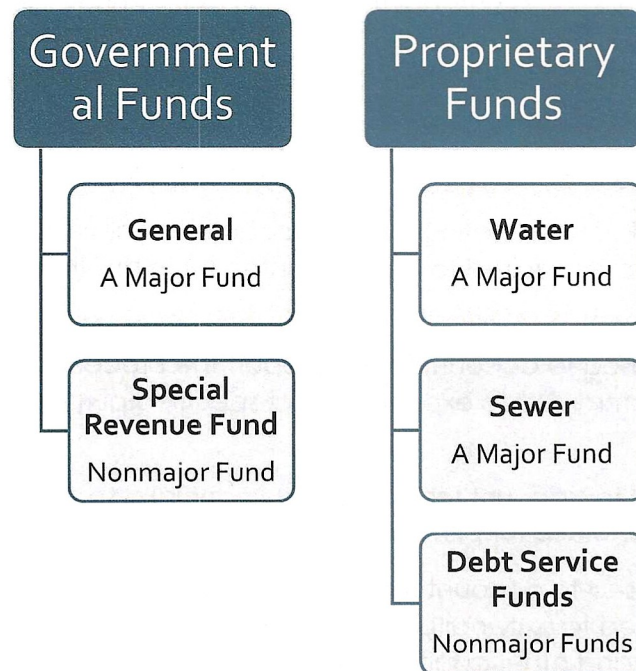 Government
al Funds
General
A Major Fund
Special
Revenue Fund
Nonmajor Fund
Proprietary
Funds
Water
A Major Fund
Sewer
A Major Fund
Debt Service
Funds
Nonmajor Funds